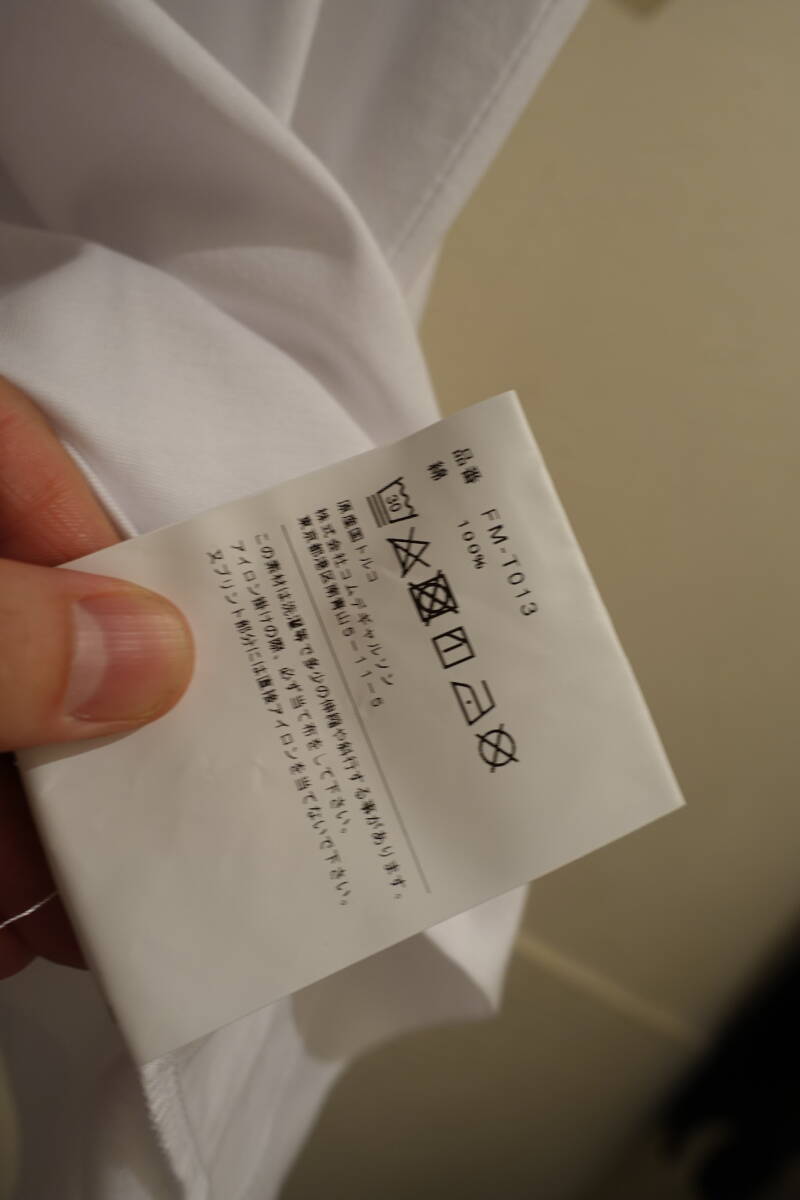 品番 FM-T013
綿 100%
30
原産国トルコ
株式会社コムデギャルソン
東京都港区南青山5-11-5
この素材は洗濯等で多少の伸縮や斜行する事があります。
アイロン掛けの際、必ず当て布をして下さい。
又プリント部分には直接アイロンを当てないで下さい。